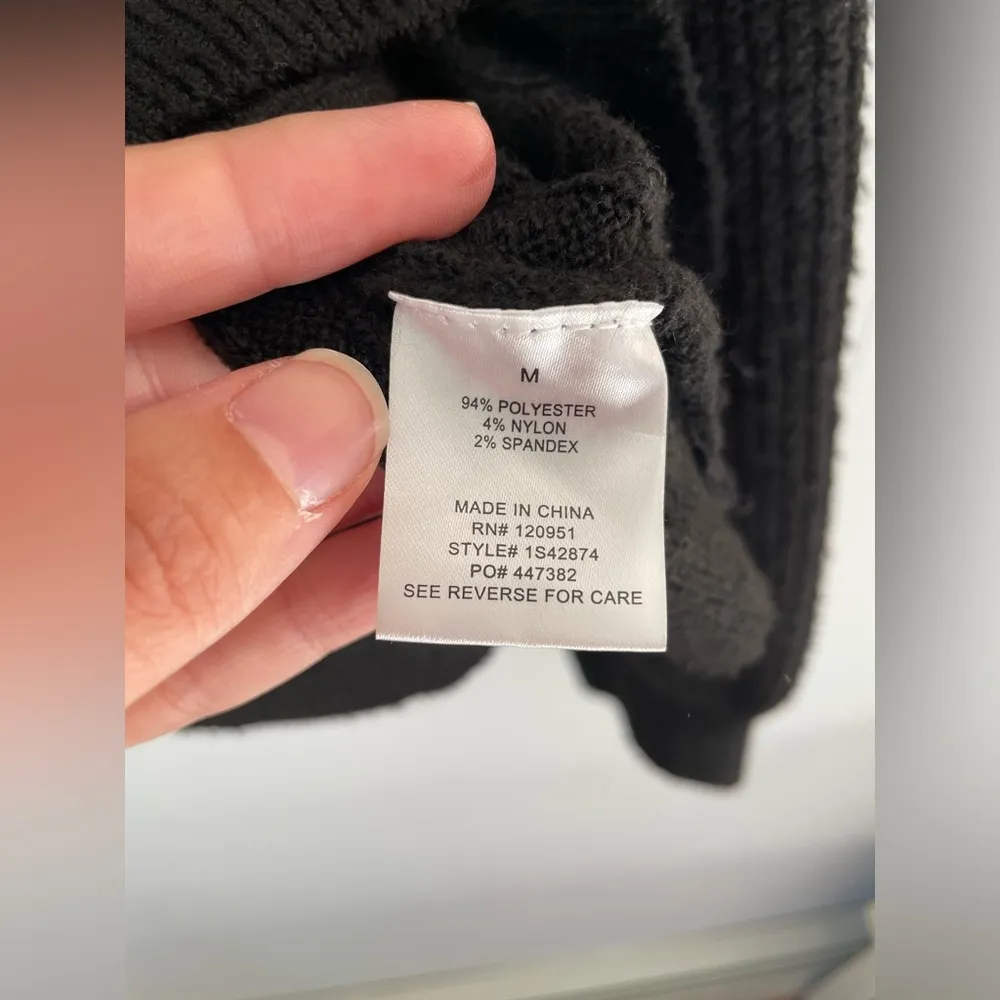 M
94% POLYESTER
4% NYLON
2% SPANDEX
MADE IN CHINA
RN# 120951
STYLE# 1S42874
PO# 447382
SEE REVERSE FOR CARE